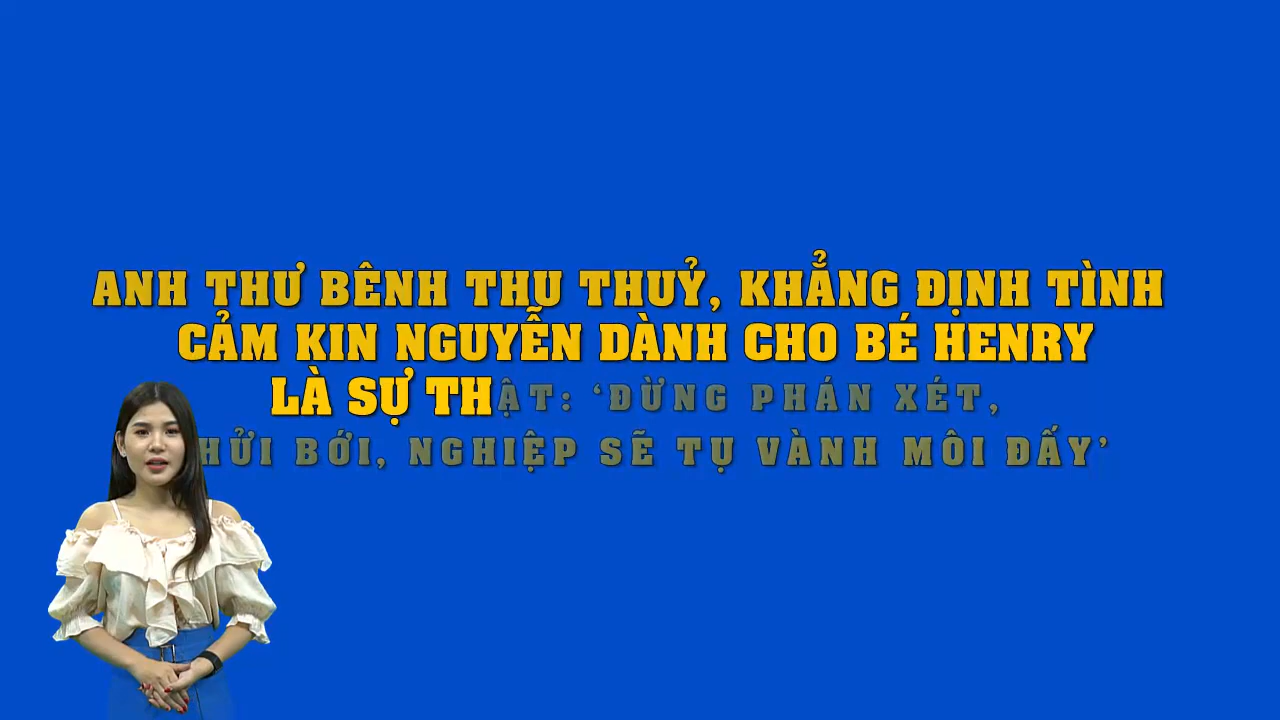 ANH THƯ BÊNH THU THUỶ, KHẲNG ĐỊNH TÌNH
CẢM KIN NGUYỄN DÀNH CHO BÉ HENRY
LÀ SỰ THẬT: ‘ĐỪNG PHÁN XÉT,
BỚI, NGHIỆP SẼ TỤ VÀNH MÔI ĐẤY’